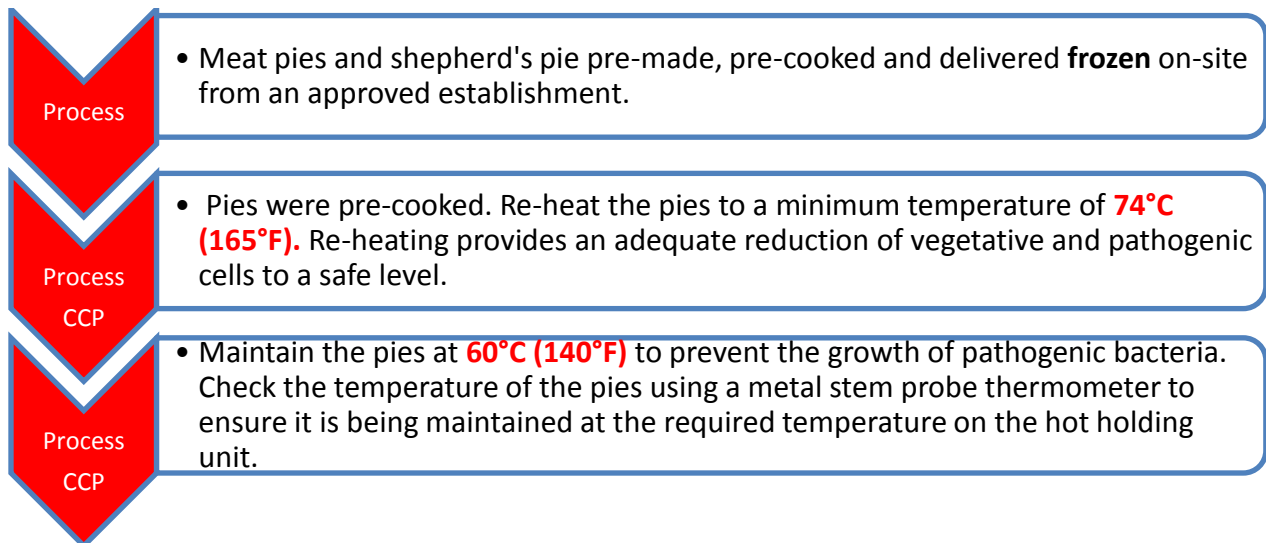 Process
• Meat pies and shepherd's pie pre-made, pre-cooked and delivered frozen on-site
from an approved establishment.
Process
CCP
• Pies were pre-cooked. Re-heat the pies to a minimum temperature of 74°C
(165°F). Re-heating provides an adequate reduction of vegetative and pathogenic
cells to a safe level.
Process
CCP
• Maintain the pies at 60°C (140°F) to prevent the growth of pathogenic bacteria.
Check the temperature of the pies using a metal stem probe thermometer to
ensure it is being maintained at the required temperature on the hot holding
unit.